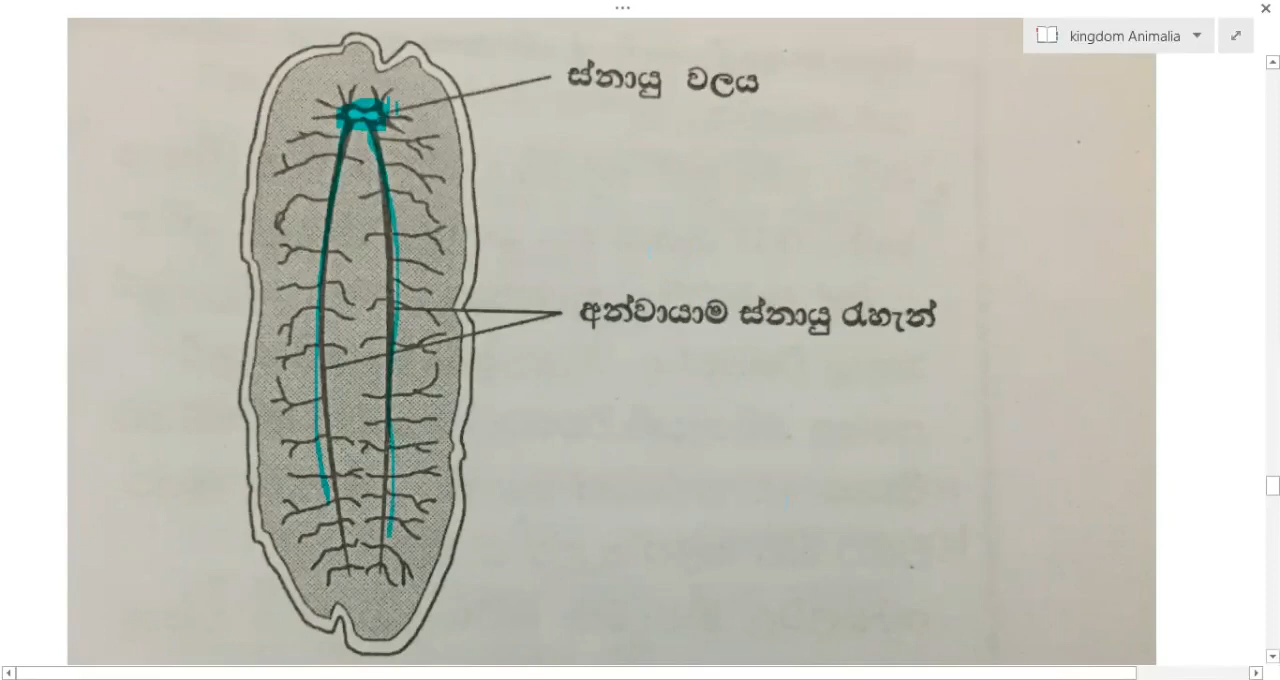 kingdom Animalia
ස්නායු වලය
අන්වායාම ස්නායු රැහැන්